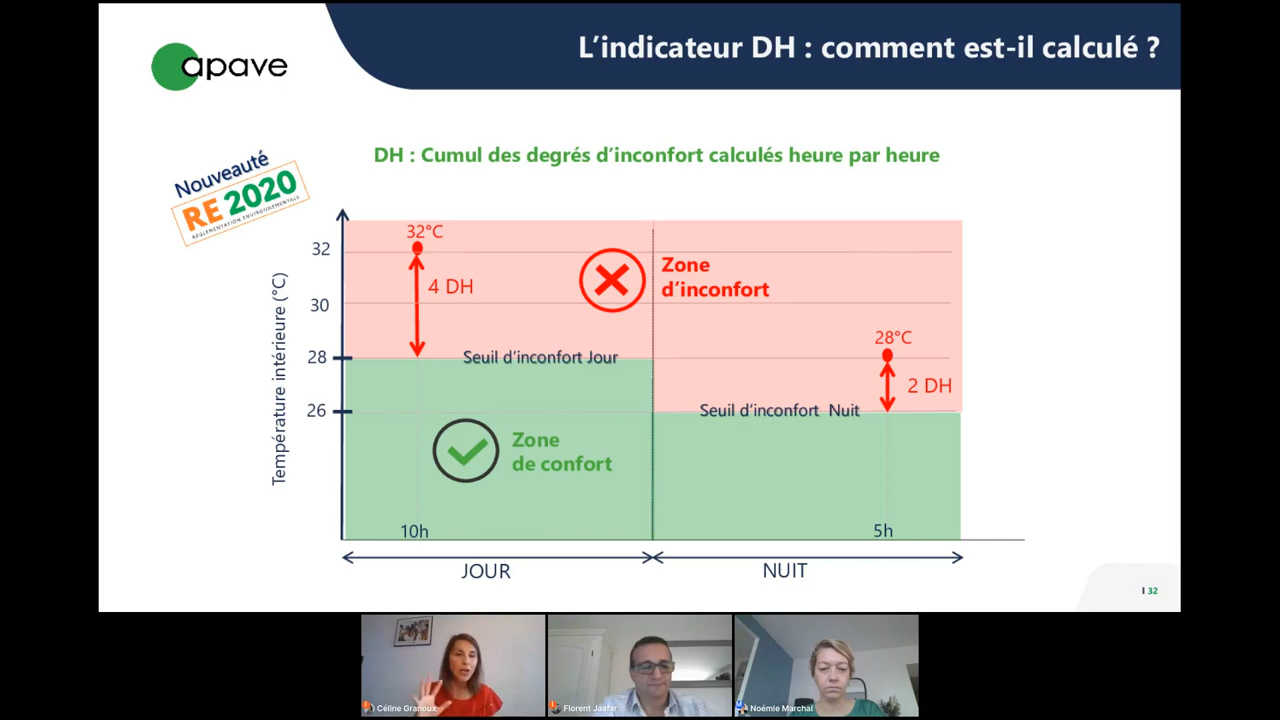 L’indicateur DH : comment est-il calculé ?
apave
DH : Cumul des degrés d’inconfort calculés heure par heure
Nouveauté
RE 2020
RÉGLEMENTATION ENVIRONNEMENTALE
Température intérieure (°C)
32
30
28
26
32°C
4 DH
Zone
d’inconfort
Seuil d’inconfort Jour
28°C
2 DH
Seuil d’inconfort Nuit
Zone
de confort
10h
5h
JOUR
NUIT
32
Céline Granoux
Florent Jaafar
Noémie Marchal